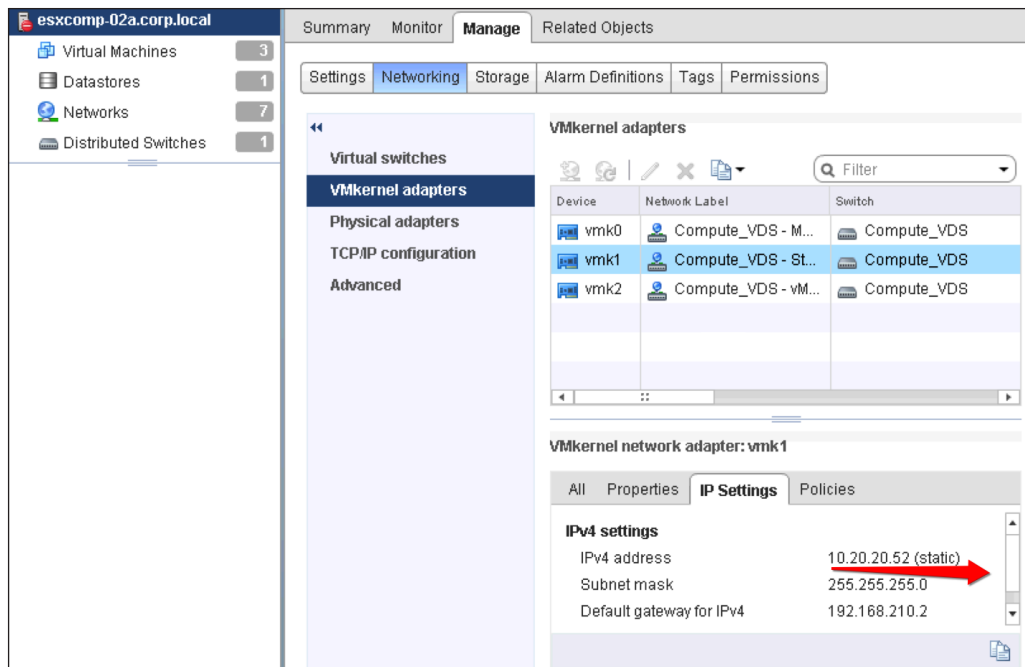 esxcomp-02a.corp.local
Virtual Machines 3
Datastores 1
Networks 7
Distributed Switches 1
Summary Monitor Manage Related Objects
Settings Networking Storage Alarm Definitions Tags Permissions
Virtual switches
VMkernel adapters
Physical adapters
TCP/IP configuration
Advanced
VMkernel adapters
Filter
Device Network Label Switch
vmk0 Compute_VDS - M... Compute_VDS
vmk1 Compute_VDS - St... Compute_VDS
vmk2 Compute_VDS - vM... Compute_VDS
VMkernel network adapter: vmk1
All Properties IP Settings Policies
IPv4 settings
IPv4 address 10.20.20.52 (static)
Subnet mask 255.255.255.0
Default gateway for IPv4 192.168.210.2